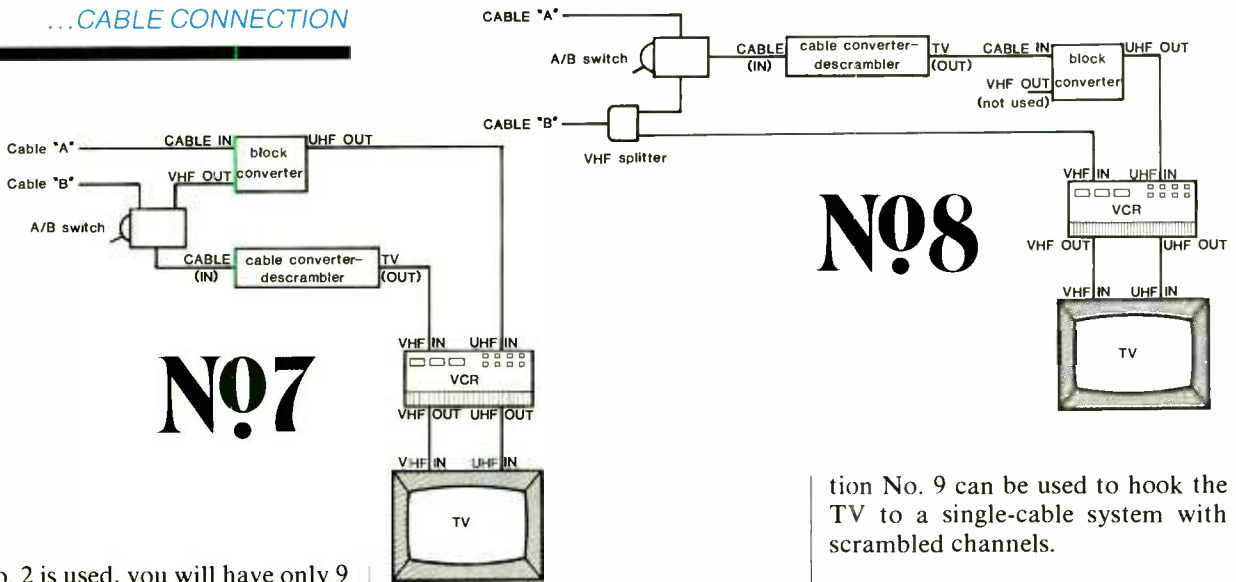 ...CABLE CONNECTION
Cable "A"
CABLE IN
UHF OUT
block
converter
Cable "B"
VHF OUT
A/B switch
CABLE
(IN)
cable converter–
descrambler
TV
(OUT)
No7
VHF IN
UHF IN
VCR
VHF OUT
UHF OUT
VHF IN
UHF IN
TV
o. 2 is used, you will have only 9
CABLE "A"
A/B switch
CABLE
(IN)
cable converter–
descrambler
TV
(OUT)
CABLE IN
UHF OUT
block
converter
VHF OUT
(not used)
CABLE "B"
VHF splitter
No8
VHF IN
UHF IN
VCR
VHF OUT
UHF OUT
VHF IN
UHF IN
TV
tion No. 9 can be used to hook the
TV to a single-cable system with
scrambled channels.